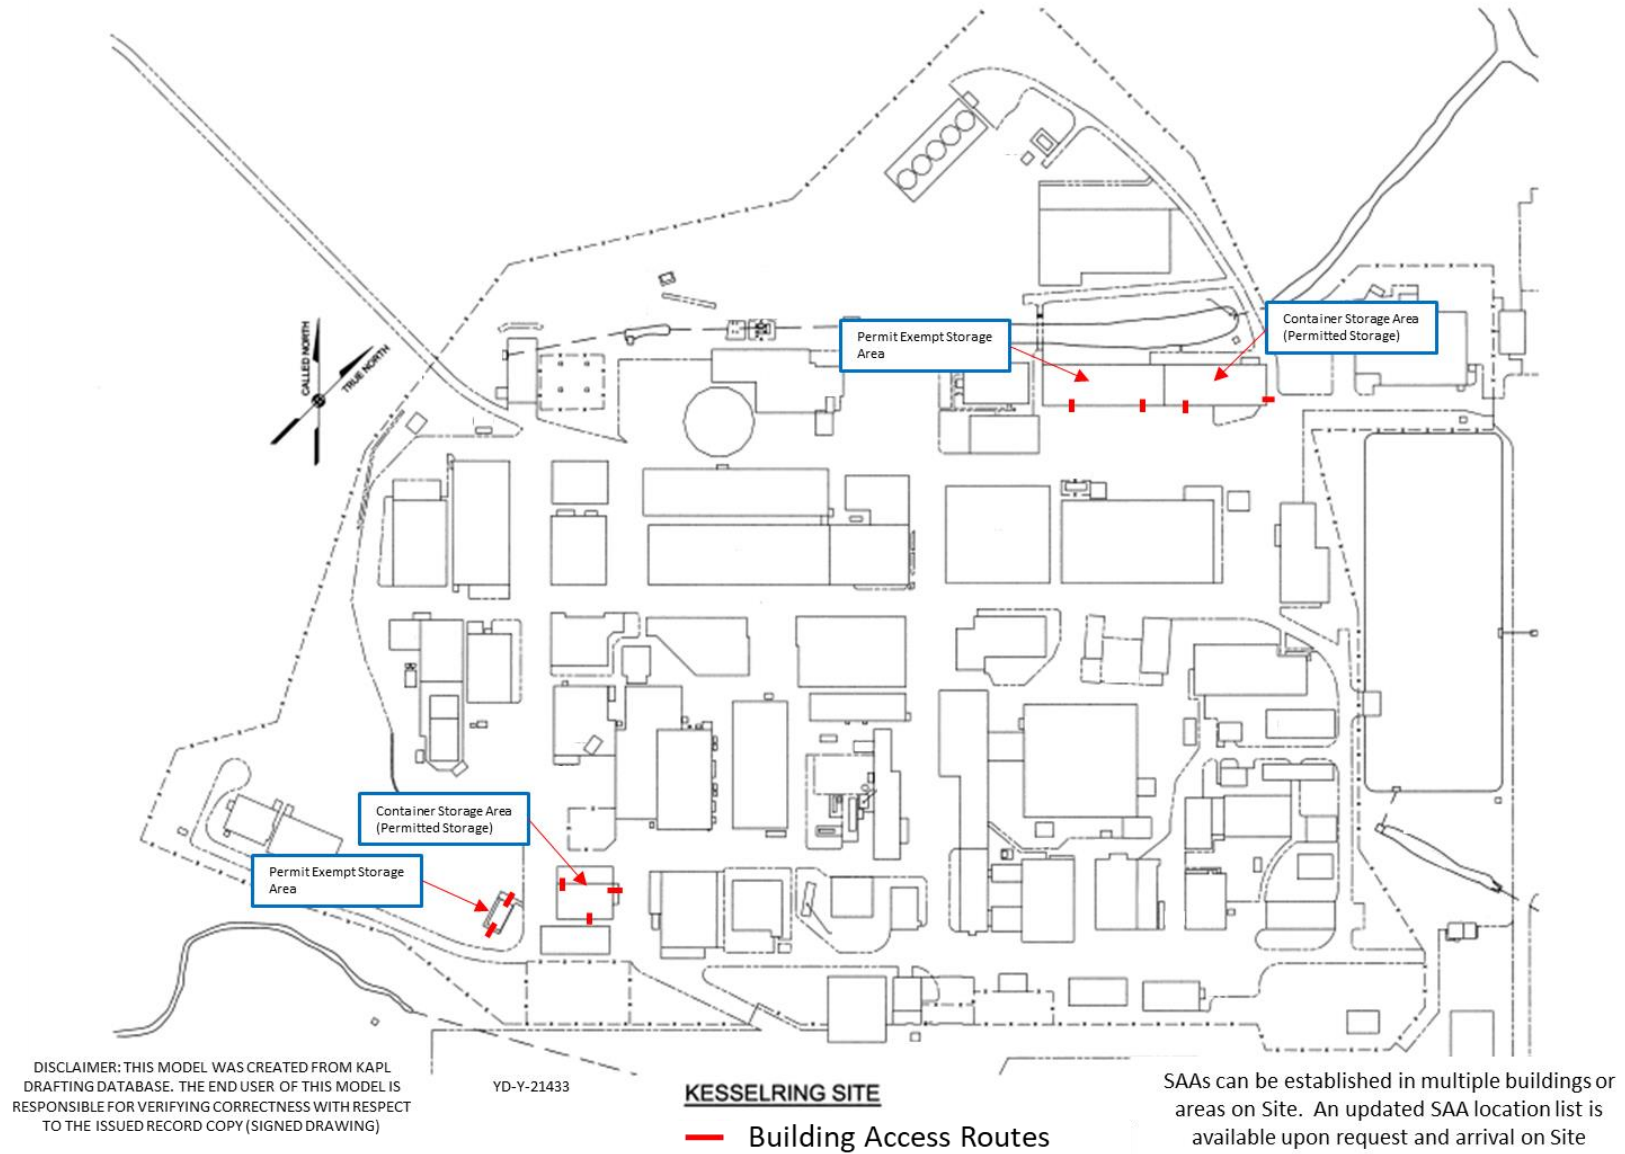 CALLED NORTH
TRUE NORTH
Permit Exempt Storage
Area
Container Storage Area
(Permitted Storage)
Container Storage Area
(Permitted Storage)
Permit Exempt Storage
Area
DISCLAIMER: THIS MODEL WAS CREATED FROM KAPL
DRAFTING DATABASE. THE END USER OF THIS MODEL IS
RESPONSIBLE FOR VERIFYING CORRECTNESS WITH RESPECT
TO THE ISSUED RECORD COPY (SIGNED DRAWING)
YD-Y-21433
KESSELRING SITE
Building Access Routes
SAAs can be established in multiple buildings or
areas on Site. An updated SAA location list is
available upon request and arrival on Site